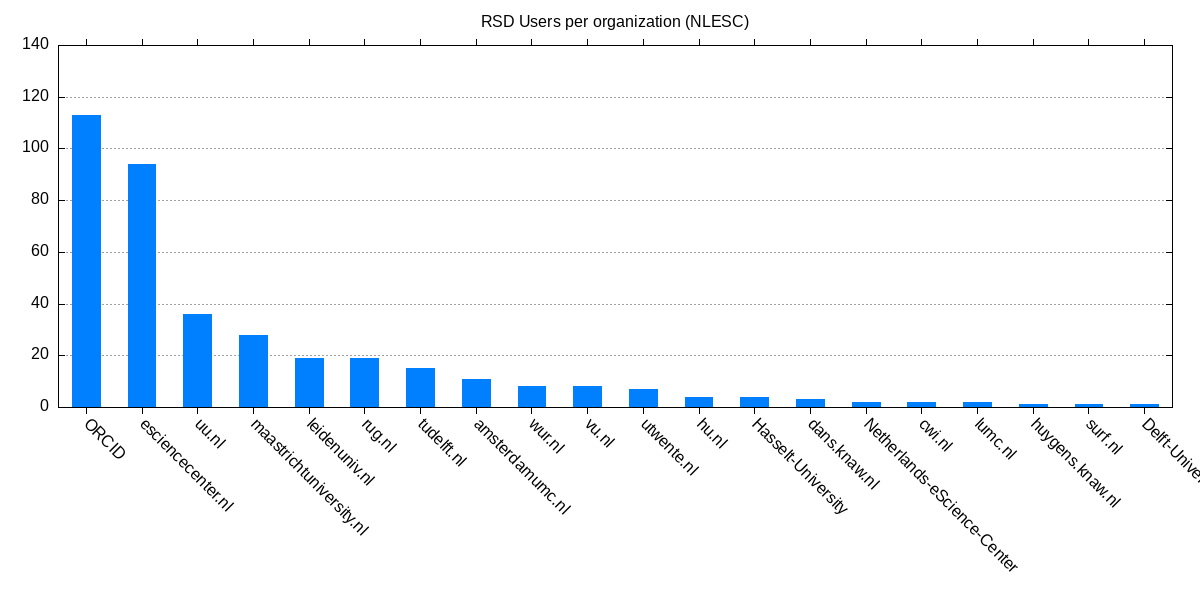 RSD Users per organization (NLESC)
140
120
100
80
60
40
20
0
ORCID
esciencecenter.nl
uu.nl
maastrichtuniversity.nl
leidenuniv.nl
rug.nl
tudelft.nl
amsterdamumc.nl
wur.nl
vu.nl
utwente.nl
hu.nl
Hasselt-University
dans.knaw.nl
Netherlands-eScience-Center
cwi.nl
lumc.nl
huygens.knaw.nl
surf.nl
Delft-Univer